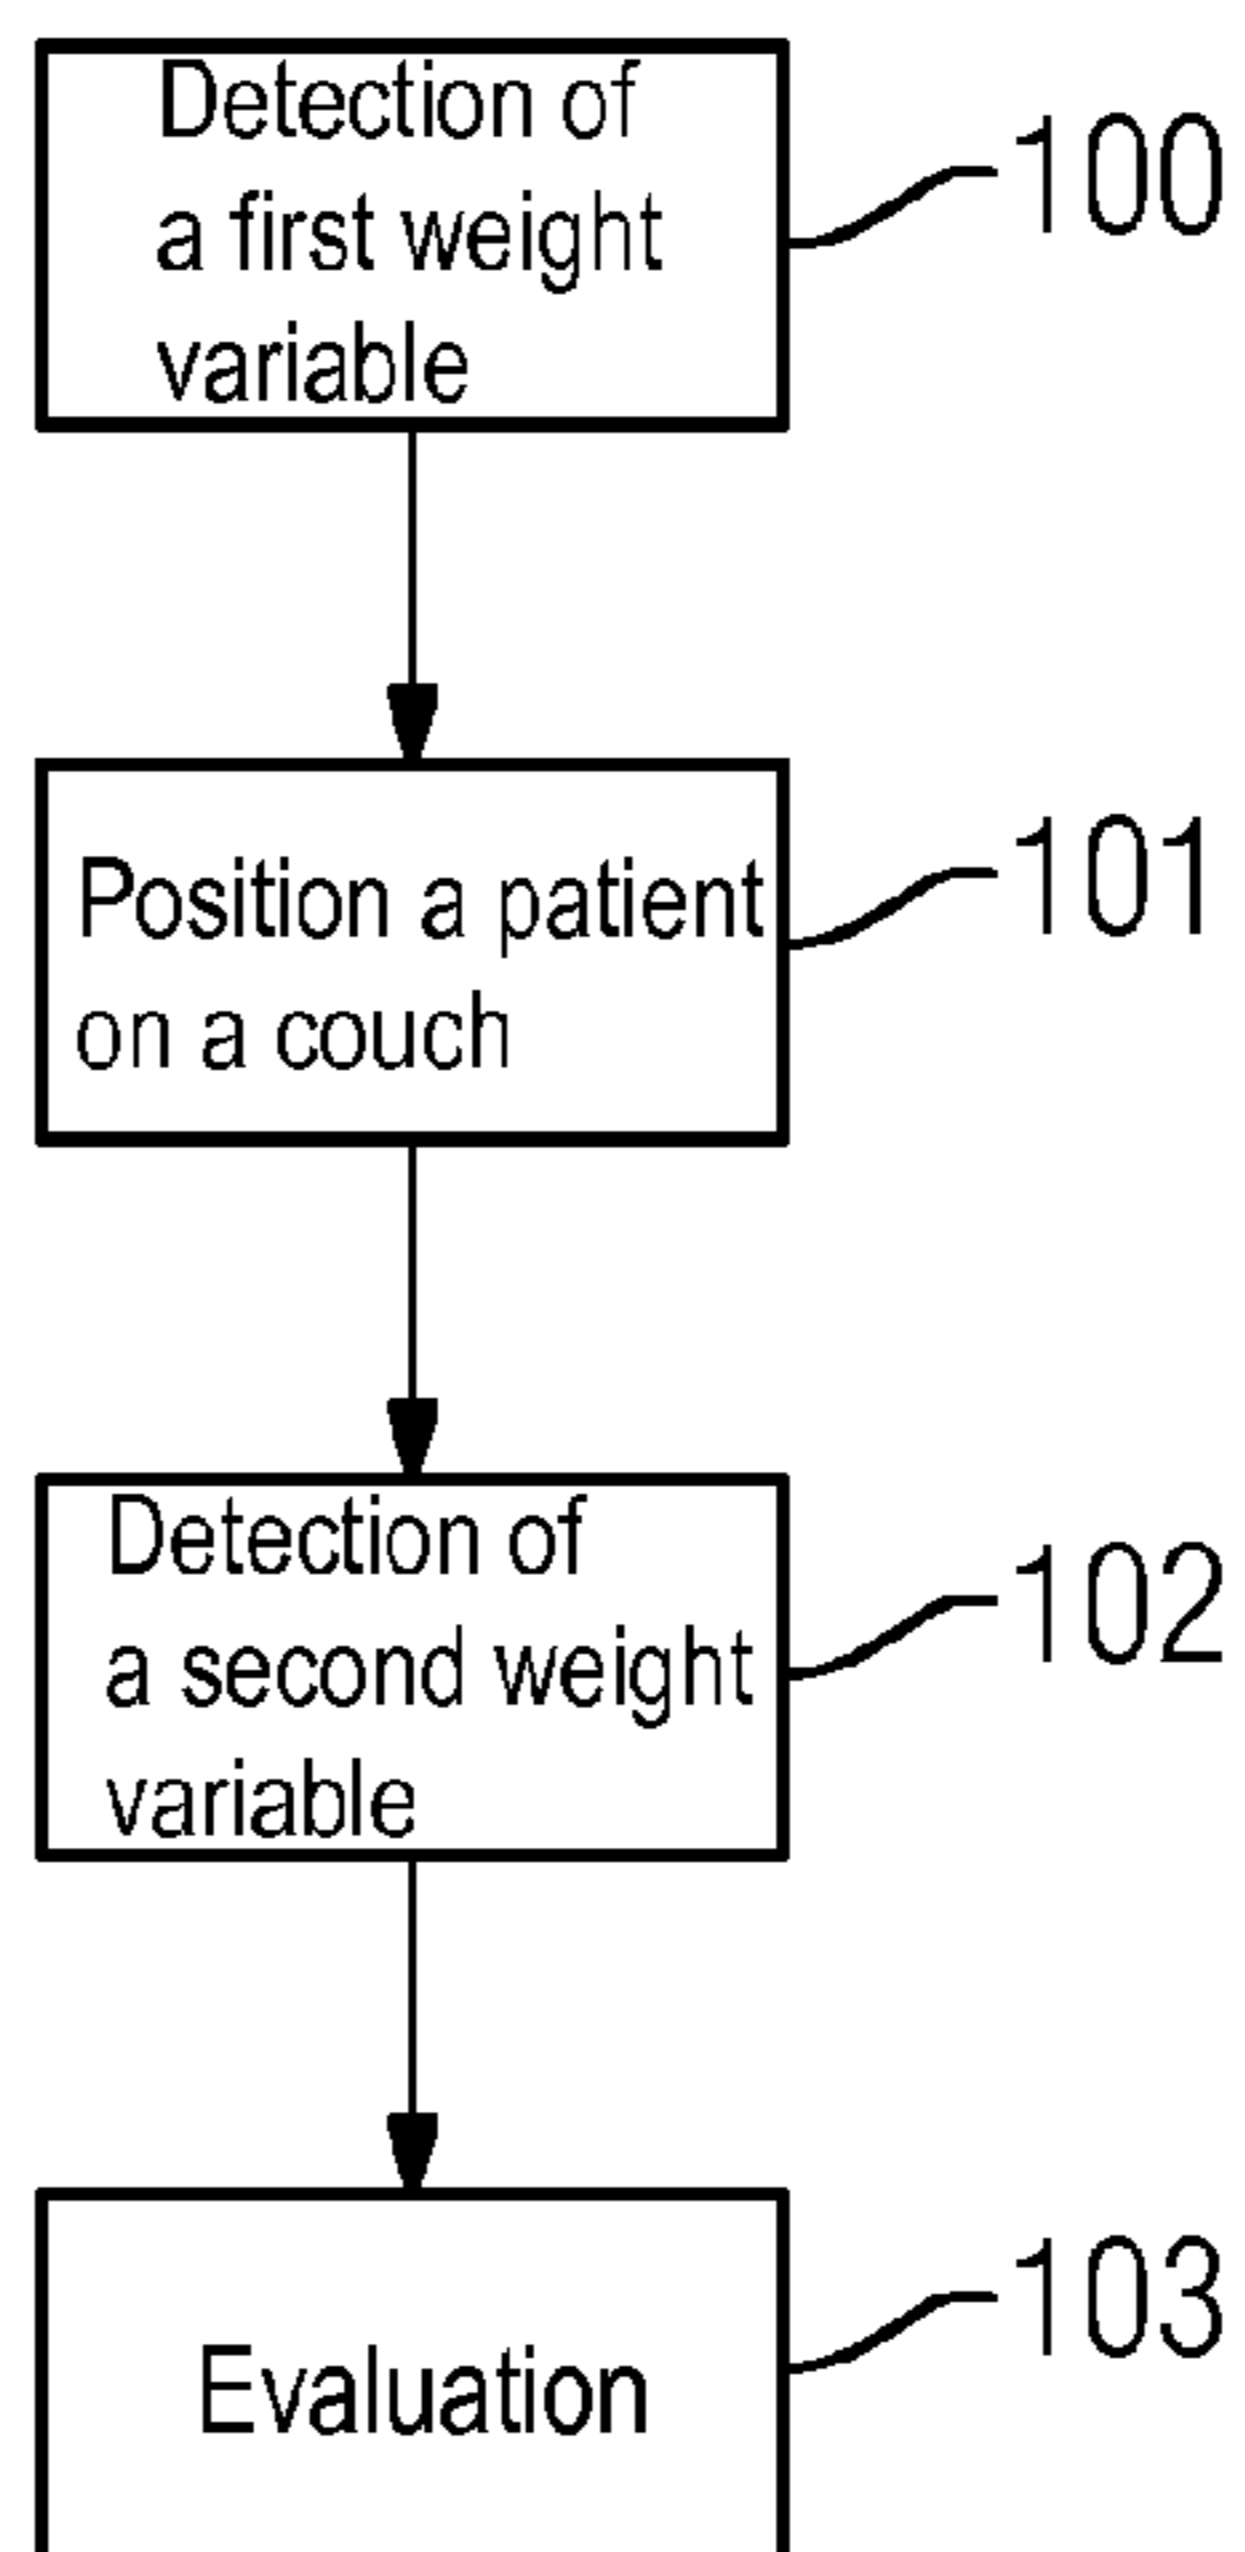 Detection of
a first weight
variable
100
Position a patient
on a couch
101
Detection of
a second weight
variable
102
Evaluation
103